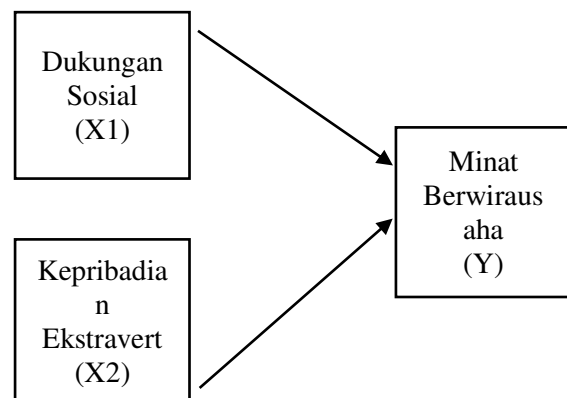 Dukungan
Sosial
(X1)
Minat
Berwiraus
aha
(Y)
Kepribadia
n
Ekstravert
(X2)